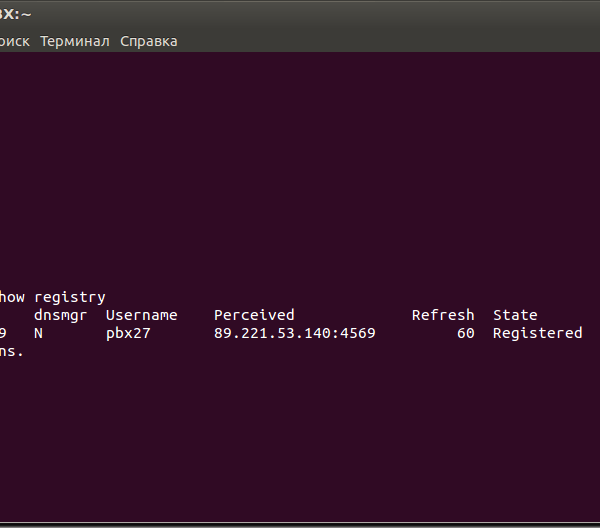 BX:~
оиск Терминал Справка
how registry
dnsmgr Username Perceived Refresh State
9 N pbx27 89.221.53.140:4569 60 Registered
ns.